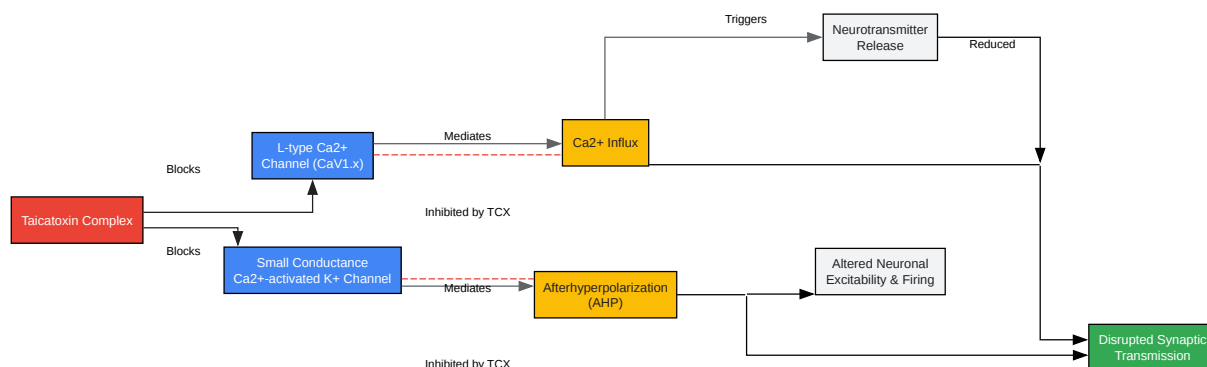 Triggers
Neurotransmitter
Release
Reduced
L-type Ca2+
Channel (CaV1.x)
Mediates
Ca2+ Influx
Blocks
Taicatoxin Complex
Inhibited by TCX
Blocks
Small Conductance
Ca2+-activated K+ Channel
Mediates
Afterhyperpolarization
(AHP)
Altered Neuronal
Excitability & Firing
Disrupted Synaptic
Transmission
Inhibited by TCX